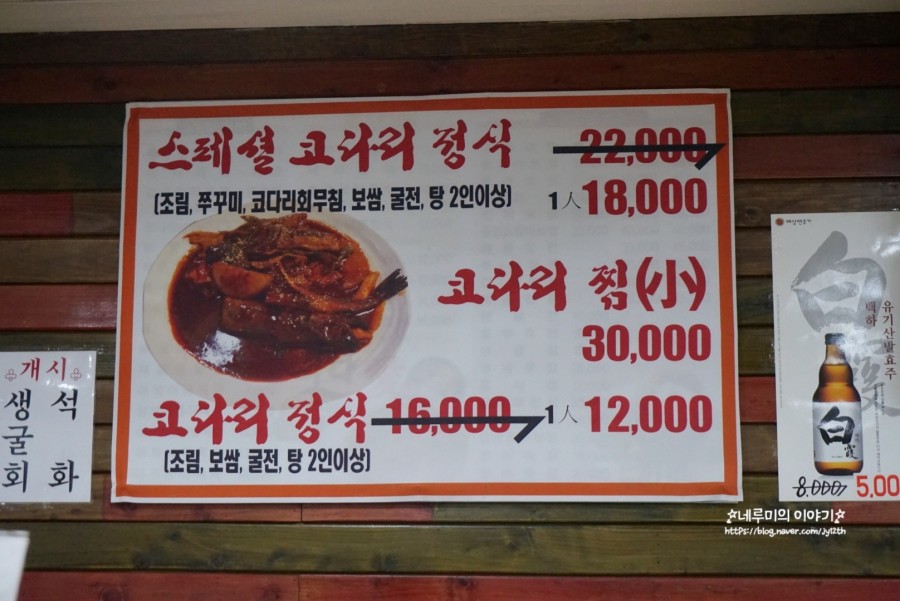 스페셜 코다리 정식 22,000
(조림, 쭈꾸미, 코다리회무침, 보쌈, 굴전, 탕 2인이상) 1人 18,000
코다리 찜(小)
30,000
코다리 정식 16,000 1人 12,000
(조림, 보쌈, 굴전, 탕 2인이상)
개시
생굴회
석화
白
유기산발효주
백하
白
8,000 5,00
☆네루미의 이야기☆
https://blog.naver.com/jy12th